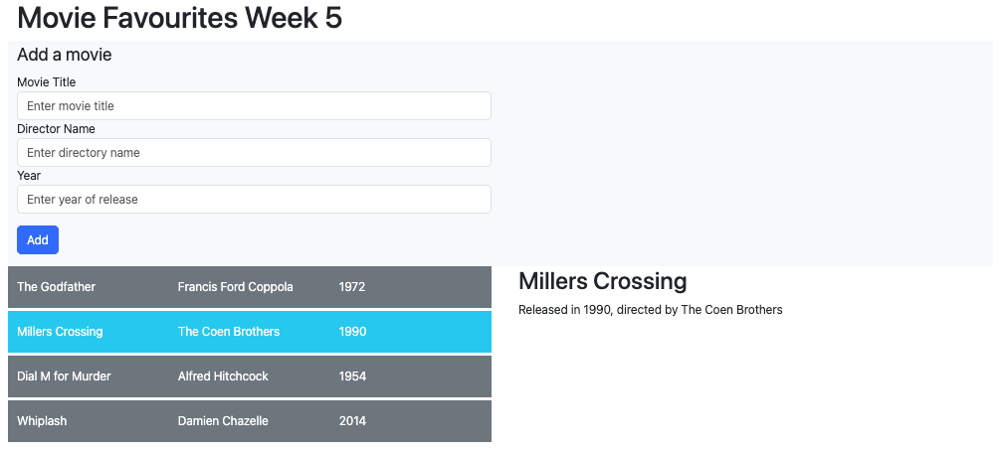 Movie Favourites Week 5
Add a movie
Movie Title
Enter movie title
Director Name
Enter directory name
Year
Enter year of release
Add
The Godfather Francis Ford Coppola 1972
Millers Crossing The Coen Brothers 1990
Dial M for Murder Alfred Hitchcock 1954
Whiplash Damien Chazelle 2014
Millers Crossing
Released in 1990, directed by The Coen Brothers